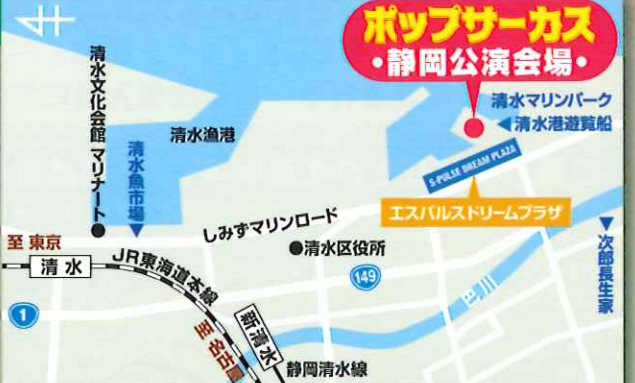 ポップサーカス
・静岡公演会場・
清水マリンパーク
◀清水港遊覧船
S-PULSE DREAM PLAZA
エスパルスドリームプラザ
清水文化会館 マリナート
清水魚市場
▼
清水漁港
しみずマリンロード
清水区役所
149
巴川
▼次郎長生家
至 東京
清水
JR東海道本線
至 名古屋
新清水
静岡清水線
1